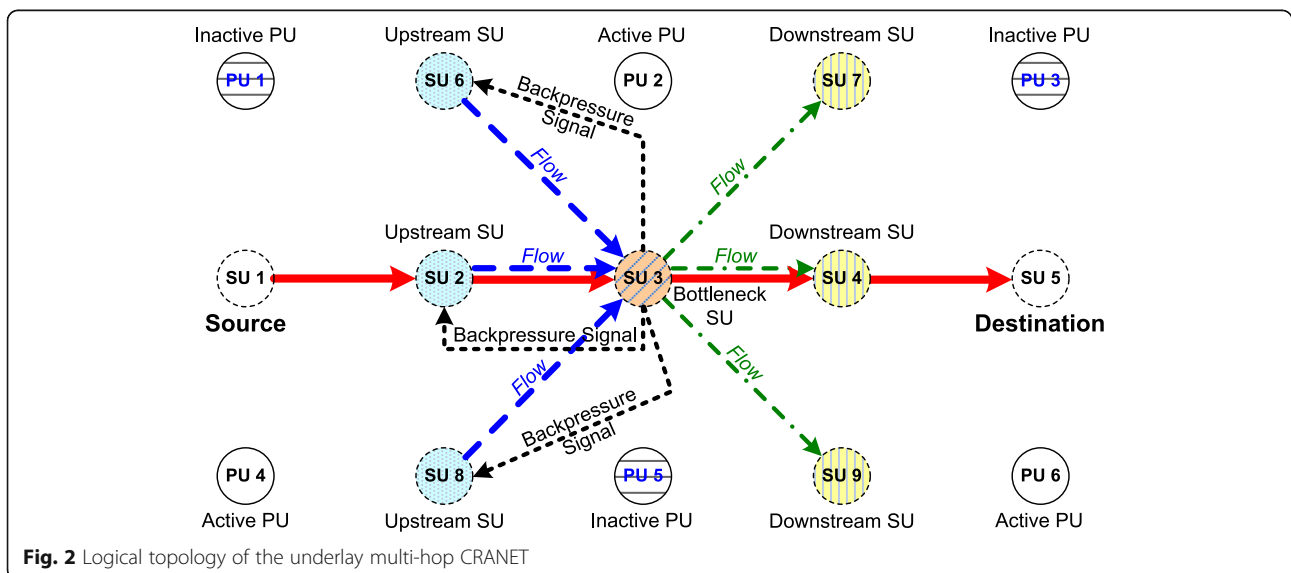 Inactive PU
Upstream SU
Active PU
Downstream SU
Inactive PU
PU 1
SU 6
PU 2
SU 7
PU 3
Backpressure
Signal
Flow
Flow
Upstream SU
Downstream SU
SU 1
SU 2
Flow
SU 3
Flow
SU 4
SU 5
Bottleneck
SU
Source
Destination
Backpressure Signal
Flow
Flow
Backpressure
Signal
PU 4
SU 8
PU 5
SU 9
PU 6
Active PU
Upstream SU
Inactive PU
Downstream SU
Active PU
Fig. 2 Logical topology of the underlay multi-hop CRANET